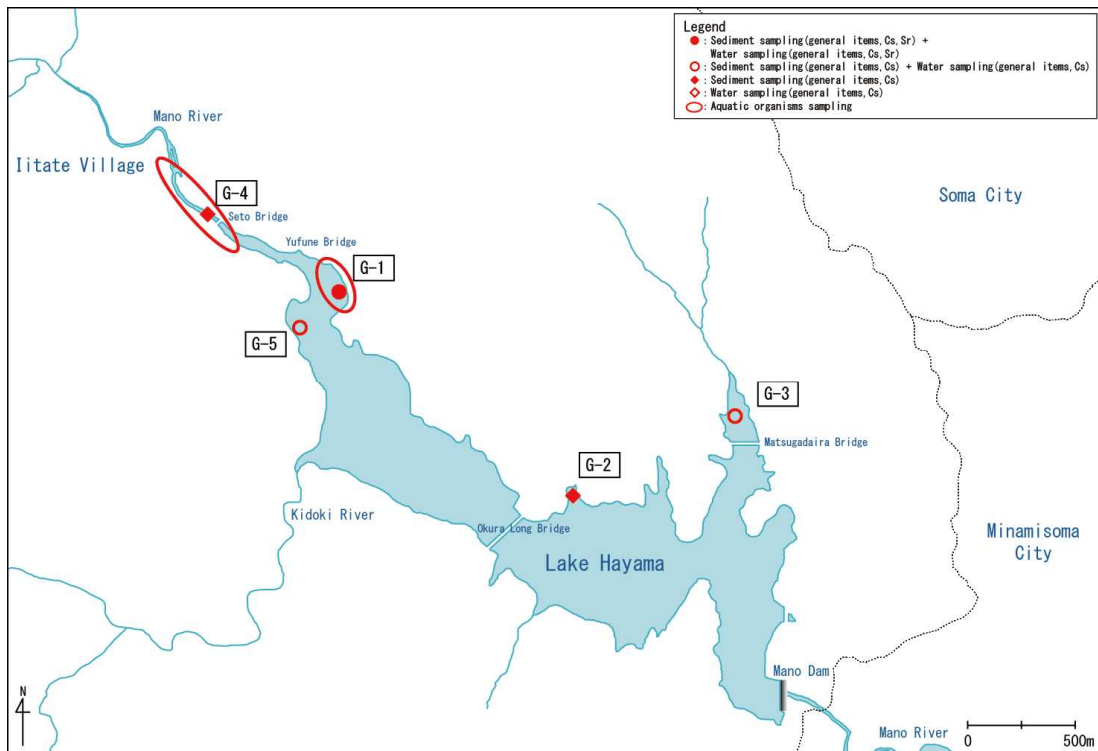 Legend
● : Sediment sampling(general items,Cs,Sr) +
Water sampling(general items,Cs,Sr)
○ : Sediment sampling(general items,Cs) + Water sampling(general items,Cs)
◆ : Sediment sampling(general items,Cs)
◇ : Water sampling(general items,Cs)
: Aquatic organisms sampling
Mano River
Iitate Village
G-4
Soma City
Seto Bridge
Yufune Bridge
G-1
G-5
G-3
Matsugadaira Bridge
G-2
Kidoki River
Okura Long Bridge
Minamisoma
City
Lake Hayama
Mano Dam
N
Mano River
0 500m